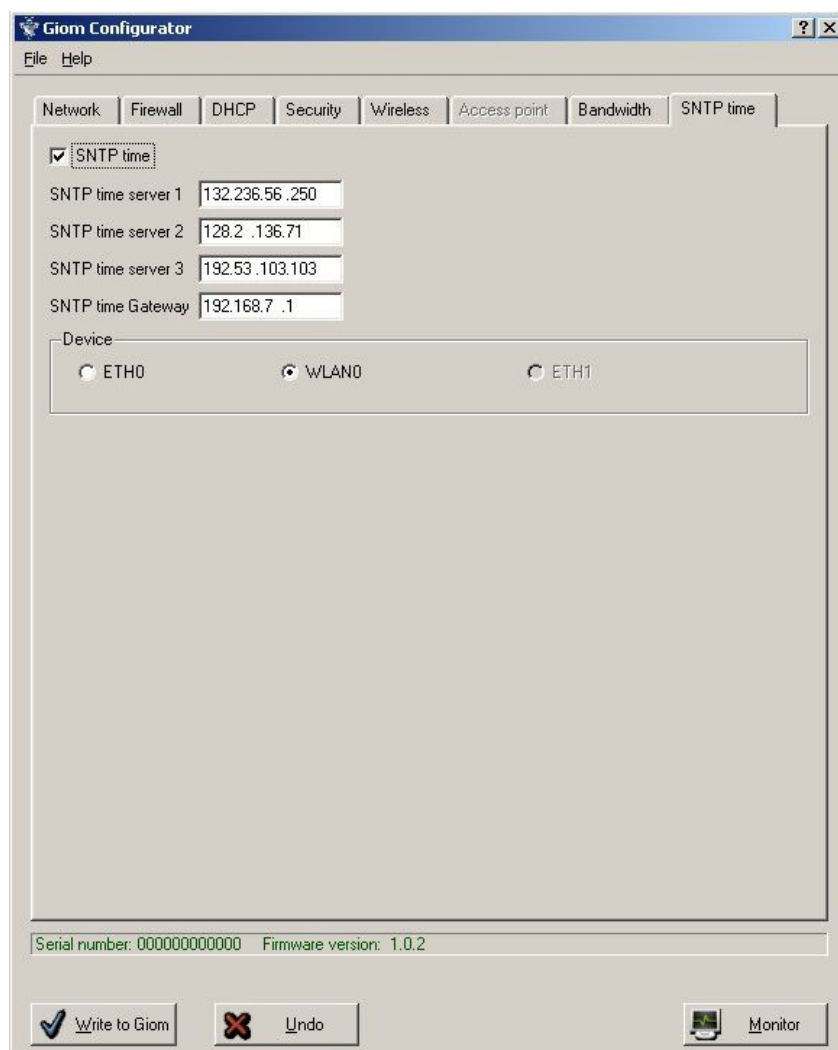 Giom Configurator
File Help
Network Firewall DHCP Security Wireless Access point Bandwidth SNTP time
SNTP time
SNTP time server 1 132.236.56 .250
SNTP time server 2 128.2 .136.71
SNTP time server 3 192.53 .103.103
SNTP time Gateway 192.168.7 .1
Device
ETH0 WLAN0 ETH1
Serial number: 000000000000 Firmware version: 1.0.2
Write to Giom Undo Monitor